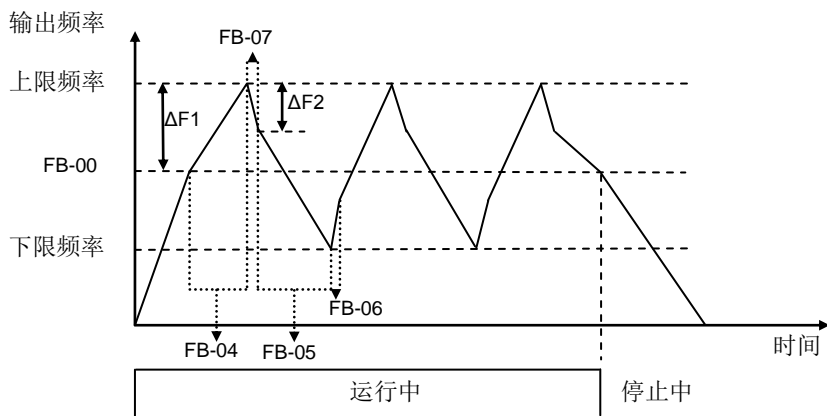 输出频率
FB-07
上限频率
ΔF1
ΔF2
FB-00
下限频率
FB-06
FB-04
FB-05
时间
运行中
停止中